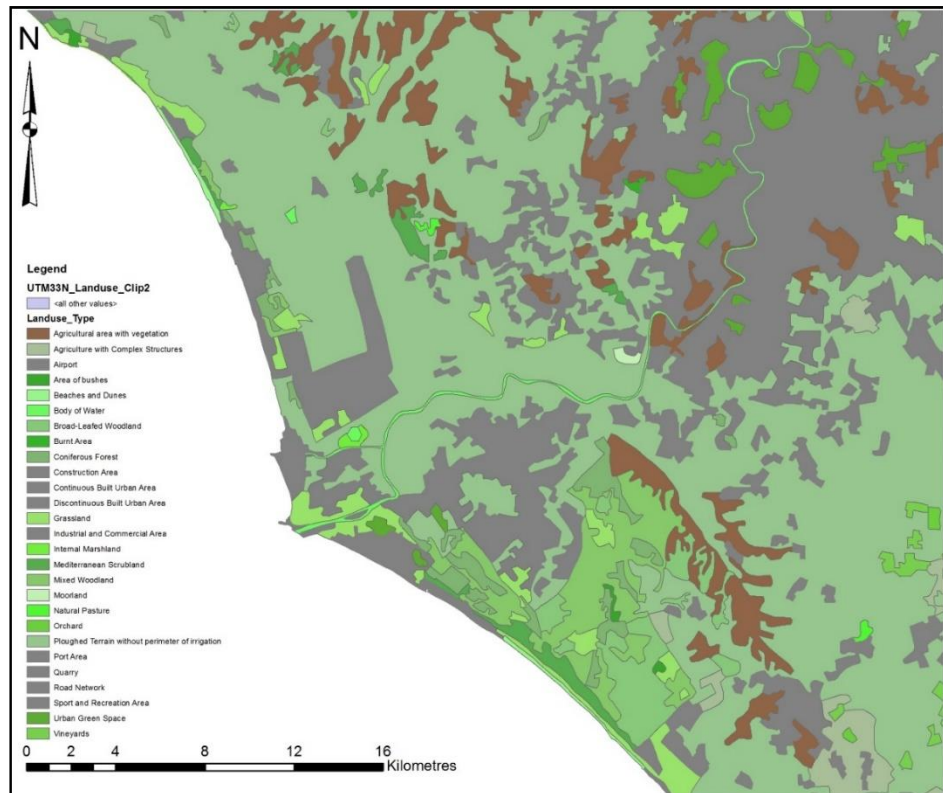 N
Legend
UTM33N_Landuse_Clip2
<all other values>
Landuse_Type
Agricultural area with vegetation
Agriculture with Complex Structures
Airport
Area of bushes
Beaches and Dunes
Body of Water
Broad-Leafed Woodland
Burnt Area
Coniferous Forest
Construction Area
Continuous Built Urban Area
Discontinuous Built Urban Area
Grassland
Industrial and Commercial Area
Internal Marshland
Mediterranean Scrubland
Mixed Woodland
Moorland
Natural Pasture
Orchard
Ploughed Terrain without perimeter of irrigation
Port Area
Quarry
Road Network
Sport and Recreation Area
Urban Green Space
Vineyards
0 2 4 8 12 16
Kilometres